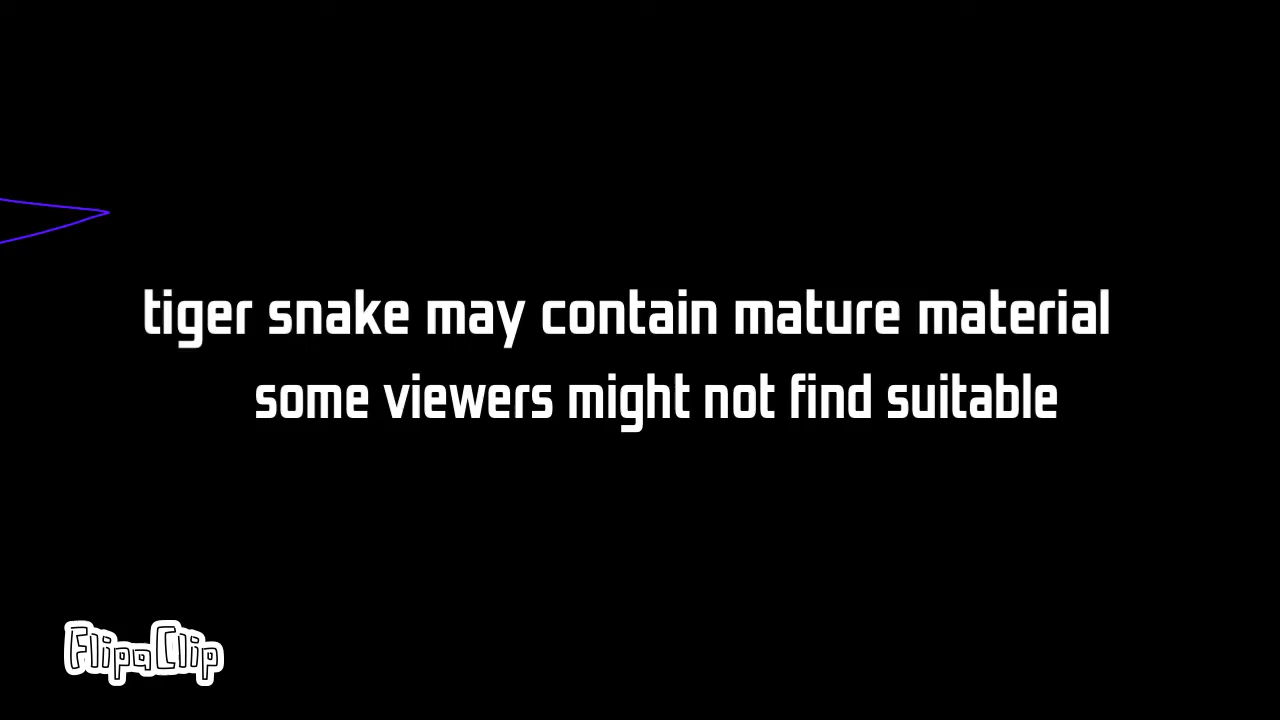 tiger snake may contain mature material
some viewers might not find suitable
FlipaClip